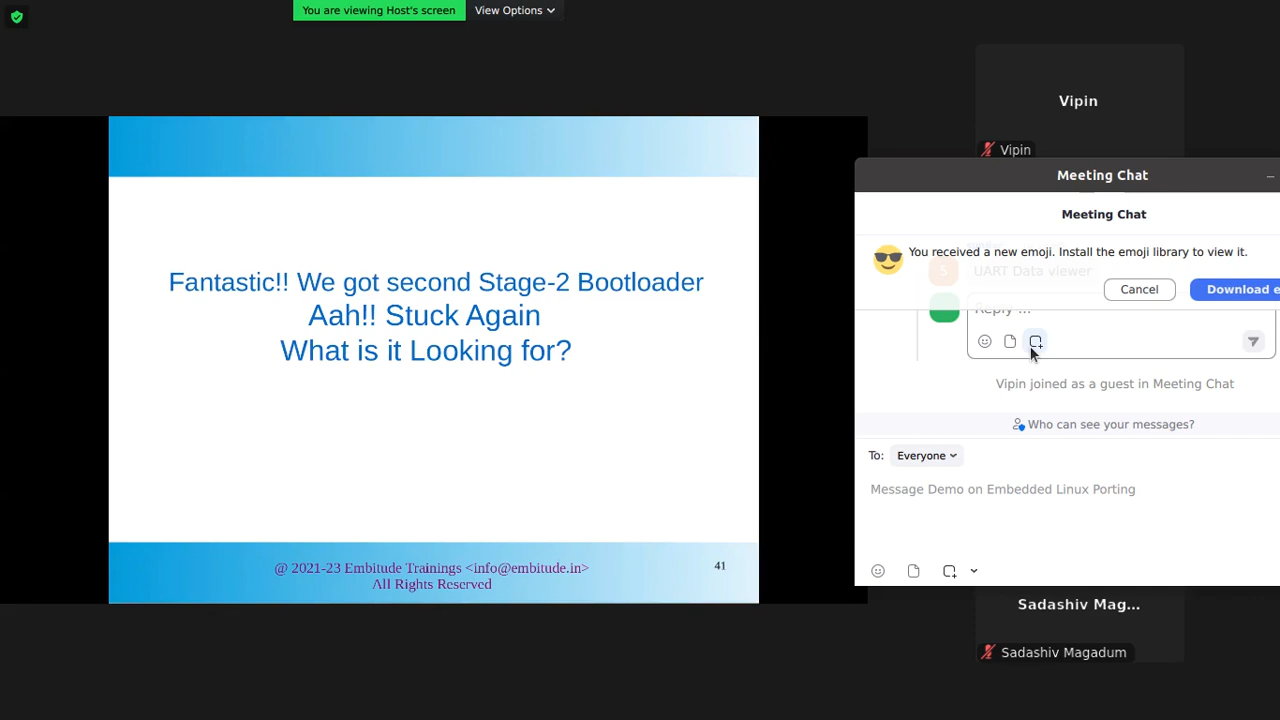 You are viewing Host's screen
View Options
Vipin
Vipin
Meeting Chat
Meeting Chat
You received a new emoji. Install the emoji library to view it.
S
UART Data viewer
Cancel
Download e
Reply ...
Vipin joined as a guest in Meeting Chat
Who can see your messages?
To: Everyone
Message Demo on Embedded Linux Porting
Fantastic!! We got second Stage-2 Bootloader
Aah!! Stuck Again
What is it Looking for?
@ 2021-23 Embitude Trainings <info@embitude.in>
All Rights Reserved
41
Sadashiv Mag...
Sadashiv Magadum